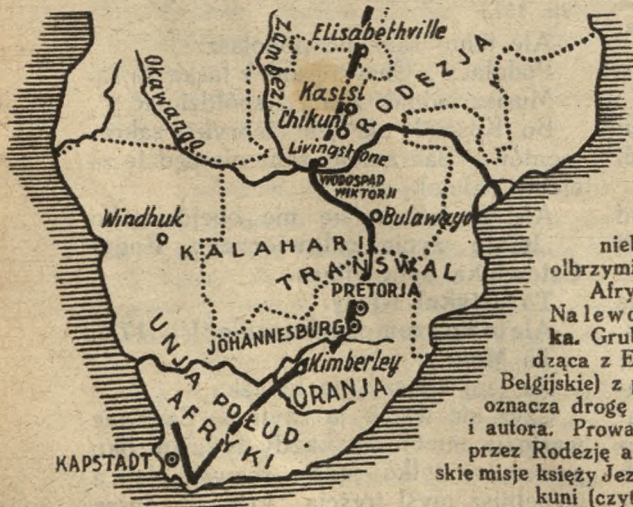 Elisabethville
Zambezi
Okawango
RODEZJA
Kasisi
Chikuni
Livingstone
WODOSPAD
WIKTORJI
Windhuk
Bulawayo
KALAHARI
TRANSWAL
PRETORJA
JOHANNESBURG
Kimberley
ORANJA
UNJA POŁUD.
AFRYKI
KAPSTADT
nieb
olbrzymi
Afry
Na lewo
ka. Grub
dząca z E
Belgijskie) z p
oznacza drogę
i autora. Prowa
przez Rodezję a
skie misje księży Jez
kuni (czyt